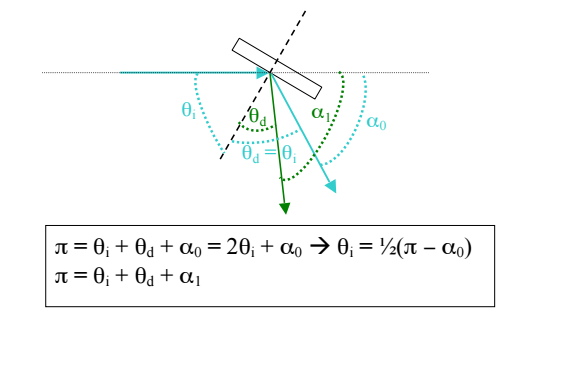 θd
α1
θi
α0
θd = θi
π = θi + θd + α0 = 2θi + α0 → θi = ½(π – α0)
π = θi + θd + α1